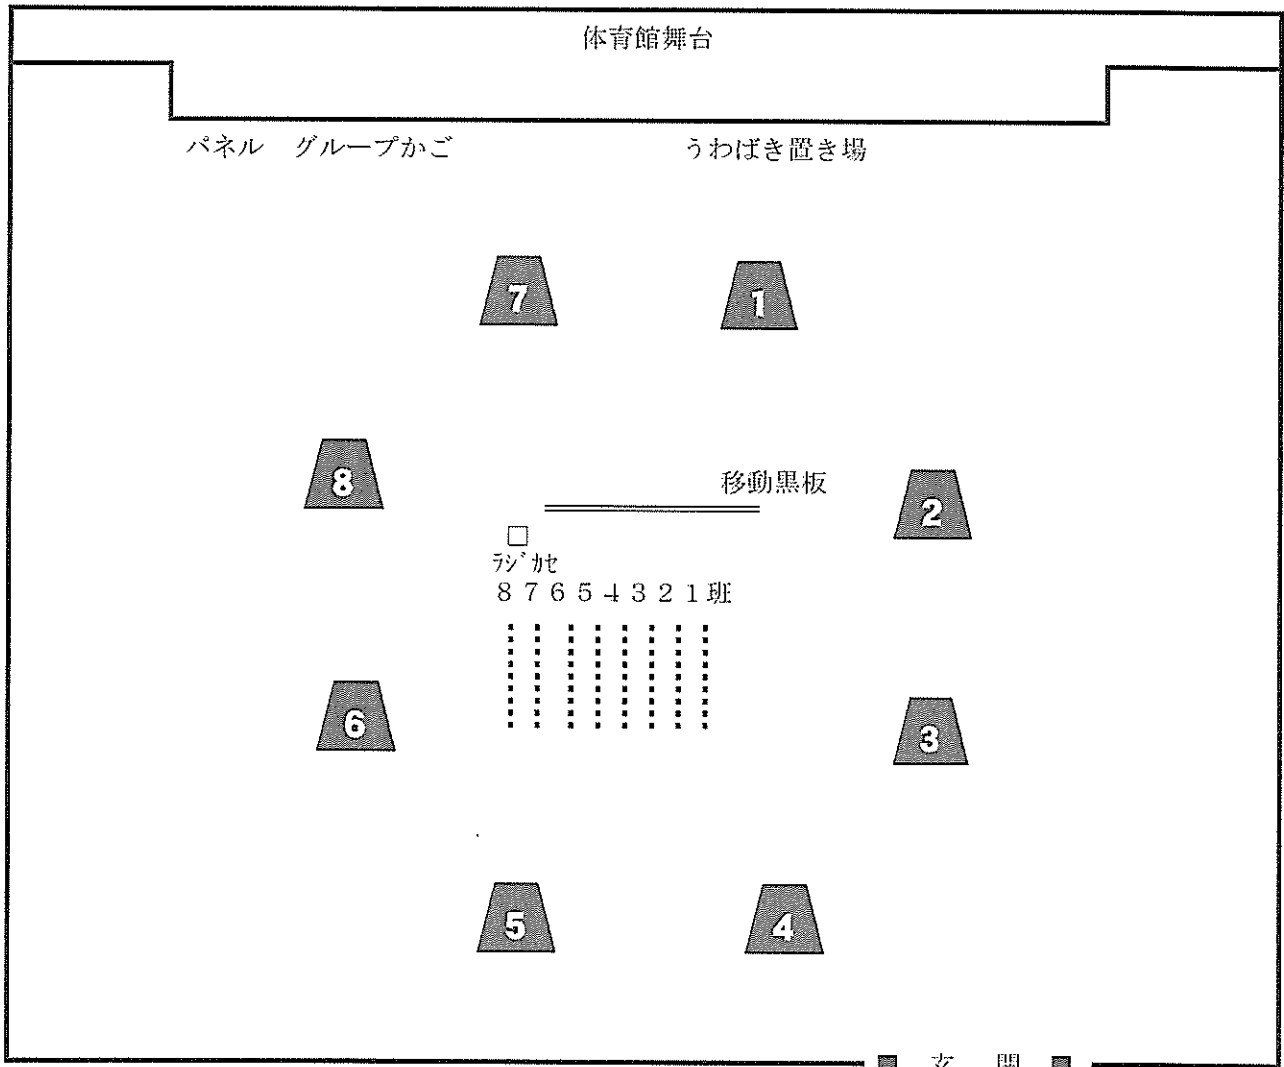 体育館舞台
パネル　グループかご　うわばき置き場
7　1
8　移動黒板　2
ラジカセ
8 7 6 5 4 3 2 1 班
6　3
5　4
玄　関